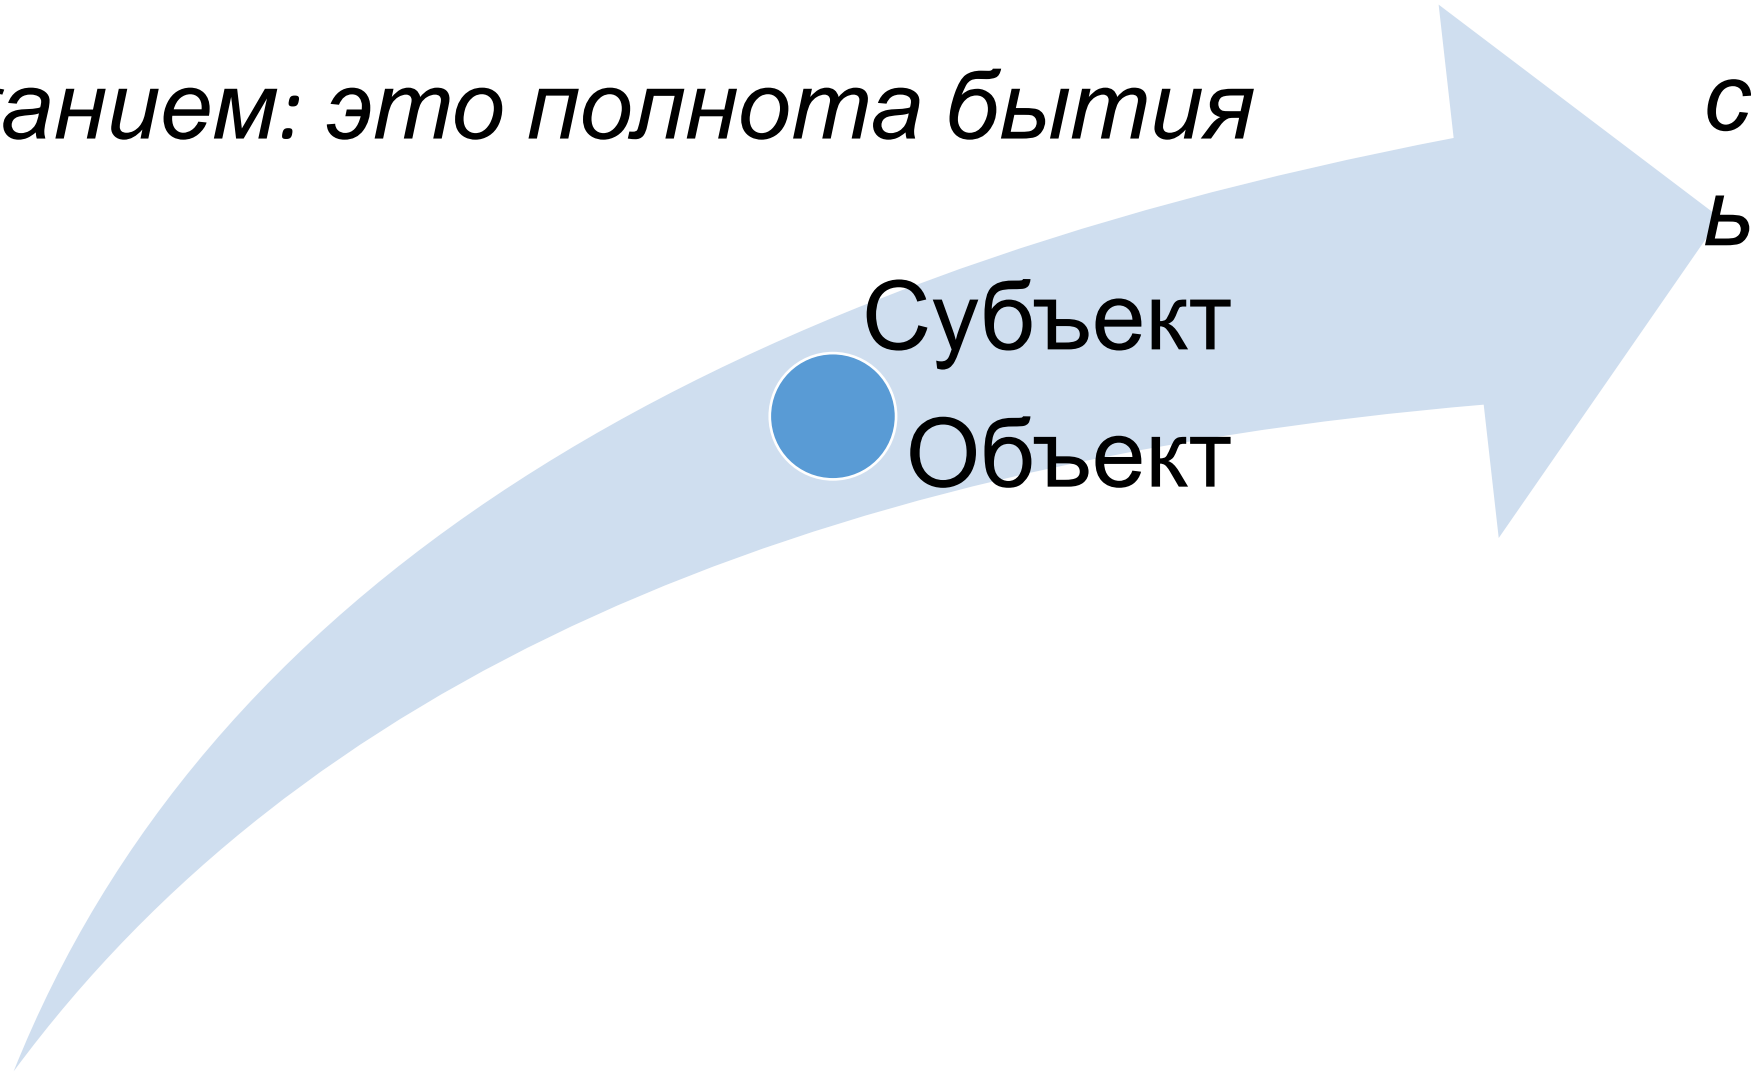 анием: это полнота бытия
с
ь
Субъект
Объект